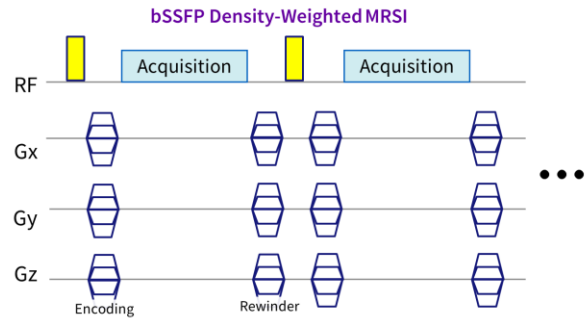 bSSFP Density-Weighted MRSI
Acquisition Acquisition
RF
Gx
Gy
Gz
Encoding Rewinder